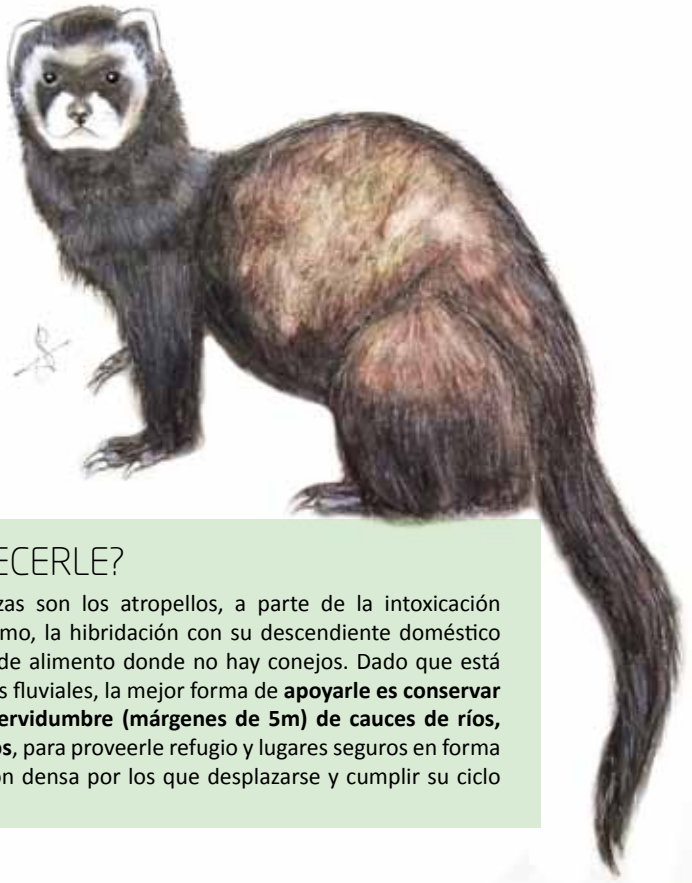 ECERLE?
zas son los atropellos, a parte de la intoxicación
mo, la hibridación con su descendiente doméstico
de alimento donde no hay conejos. Dado que está
s fluviales, la mejor forma de apoyarle es conservar
ervidumbre (márgenes de 5m) de cauces de ríos,
os, para proveerle refugio y lugares seguros en forma
ón densa por los que desplazarse y cumplir su ciclo